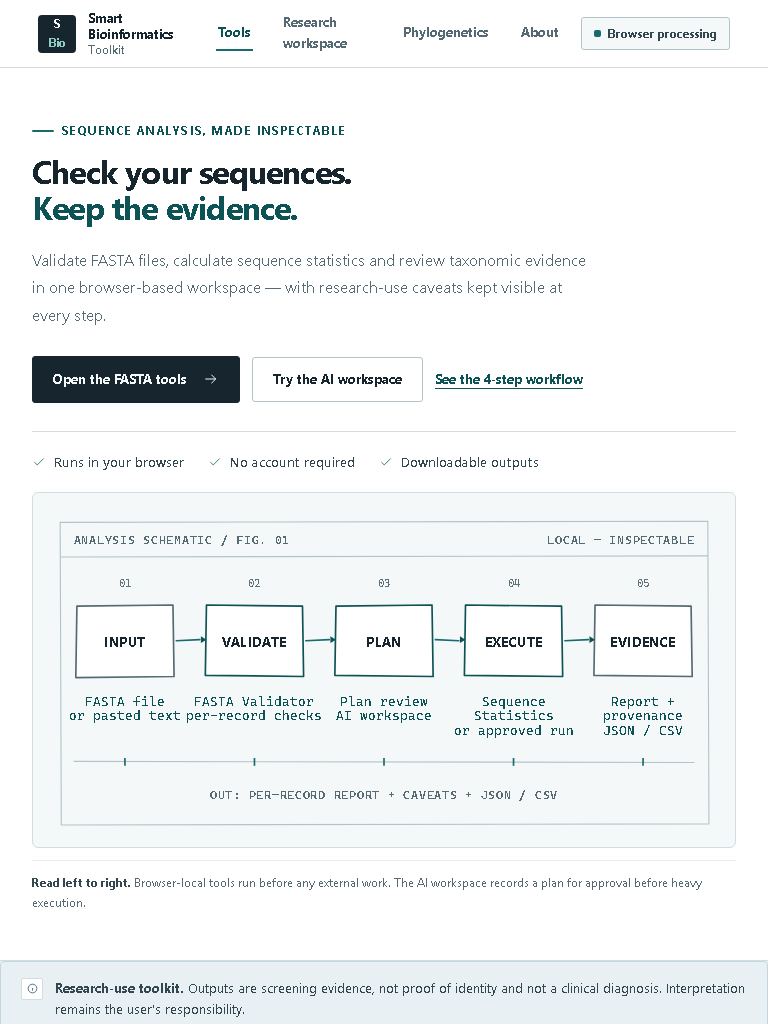 S
Bio
Smart
Bioinformatics
Toolkit
Tools
Research
workspace
Phylogenetics
About
Browser processing
SEQUENCE ANALYSIS, MADE INSPECTABLE
Check your sequences.
Keep the evidence.
Validate FASTA files, calculate sequence statistics and review taxonomic evidence
in one browser-based workspace — with research-use caveats kept visible at
every step.
Open the FASTA tools →
Try the AI workspace
See the 4-step workflow
✓ Runs in your browser
✓ No account required
✓ Downloadable outputs
ANALYSIS SCHEMATIC / FIG. 01
LOCAL — INSPECTABLE
01 02 03 04 05
INPUT VALIDATE PLAN EXECUTE EVIDENCE
FASTA file
or pasted text
FASTA Validator
per-record checks
Plan review
AI workspace
Sequence
Statistics
or approved run
Report +
provenance
JSON / CSV
OUT: PER-RECORD REPORT + CAVEATS + JSON / CSV
Read left to right. Browser-local tools run before any external work. The AI workspace records a plan for approval before heavy
execution.
Research-use toolkit. Outputs are screening evidence, not proof of identity and not a clinical diagnosis. Interpretation
remains the user's responsibility.